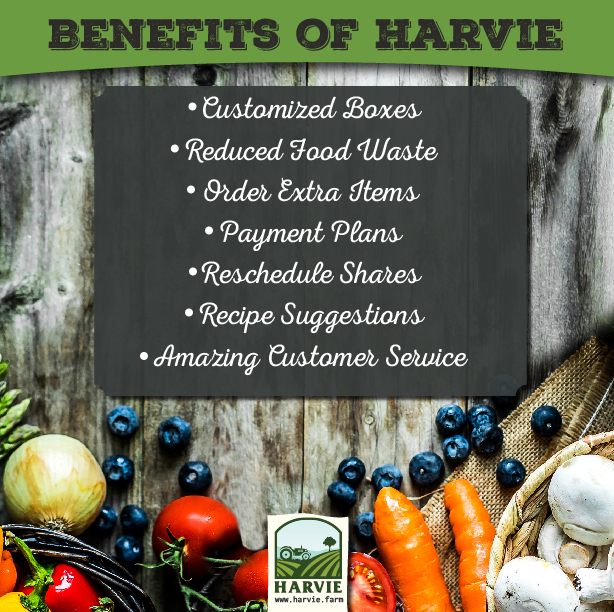 BENEFITS OF HARVIE
• Customized Boxes
• Reduced Food Waste
• Order Extra Items
• Payment Plans
• Reschedule Shares
• Recipe Suggestions
• Amazing Customer Service
HARVIE
www.harvie.farm